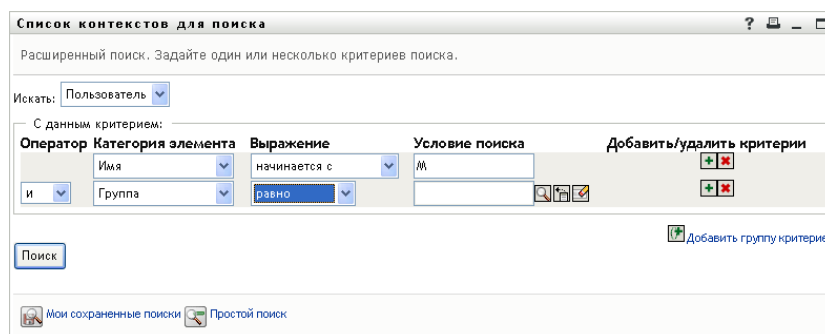 Список контекстов для поиска
Расширенный поиск. Задайте один или несколько критериев поиска.
Искать: Пользователь
С данным критерием:
Оператор Категория элемента Выражение Условие поиска Добавить/удалить критерии
Имя начинается с М
и Группа равно
Добавить группу критерие
Поиск
Мои сохраненные поиски Простой поиск